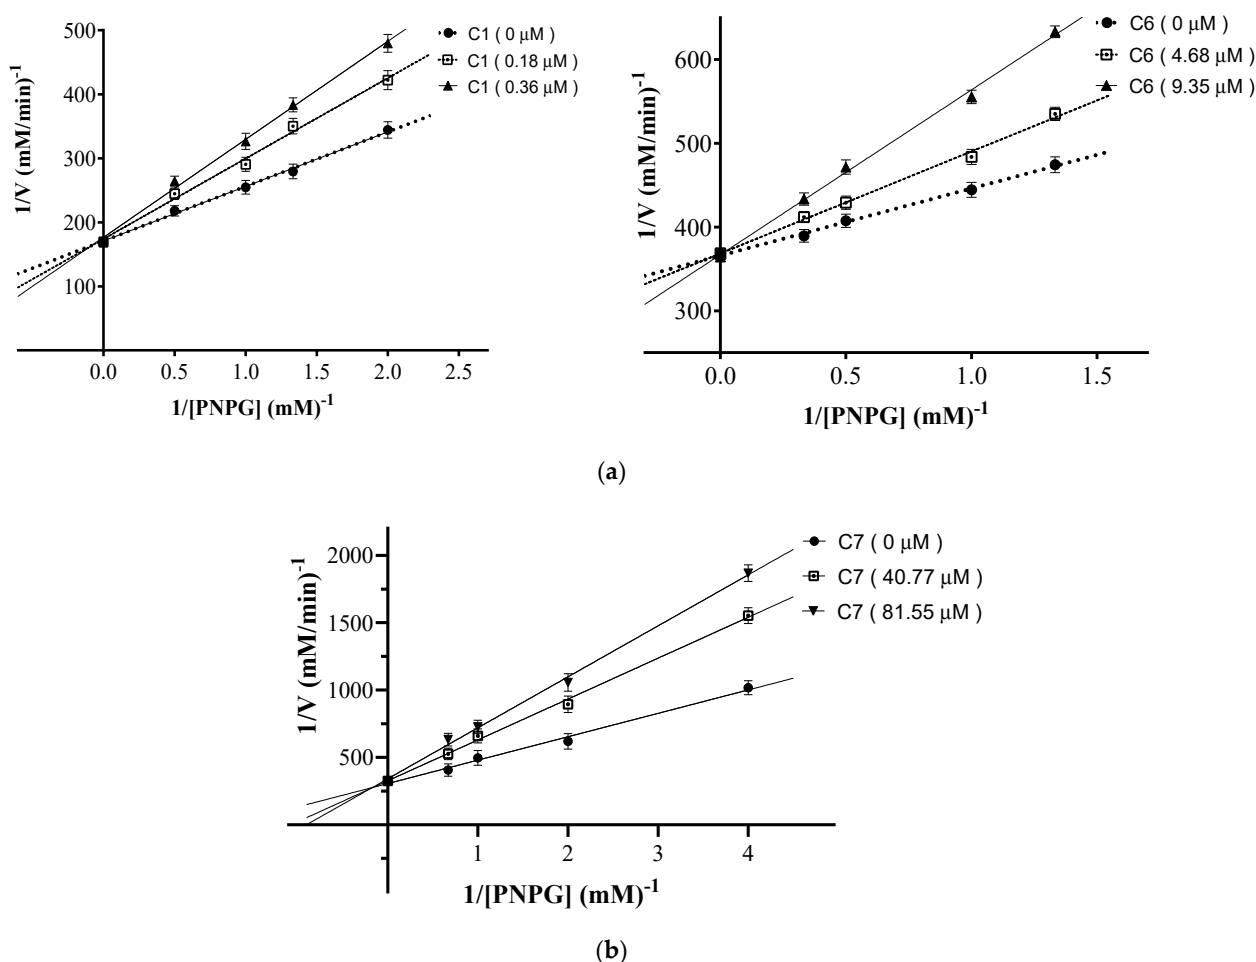 C1 ( 0 μM )
C1 ( 0.18 μM )
C1 ( 0.36 μM )
500
400
300
200
100
1/V (mM/min)-1
0.0 0.5 1.0 1.5 2.0 2.5
1/[PNPG] (mM)-1
C6 ( 0 μM )
C6 ( 4.68 μM )
C6 ( 9.35 μM )
600
500
400
300
1/V (mM/min)-1
0.0 0.5 1.0 1.5
1/[PNPG] (mM)-1
(a)
C7 ( 0 μM )
C7 ( 40.77 μM )
C7 ( 81.55 μM )
2000
1500
1000
500
1/V (mM/min)-1
1 2 3 4
1/[PNPG] (mM)-1
(b)